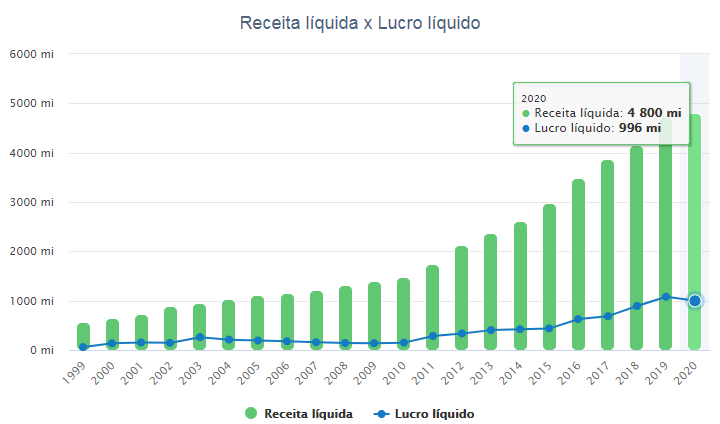 Receita líquida x Lucro líquido
6000 mi
5000 mi
4000 mi
3000 mi
2000 mi
1000 mi
0 mi
2020
Receita líquida: 4 800 mi
Lucro líquido: 996 mi
1999
2000
2001
2002
2003
2004
2005
2006
2007
2008
2009
2010
2011
2012
2013
2014
2015
2016
2017
2018
2019
2020
Receita líquida
Lucro líquido